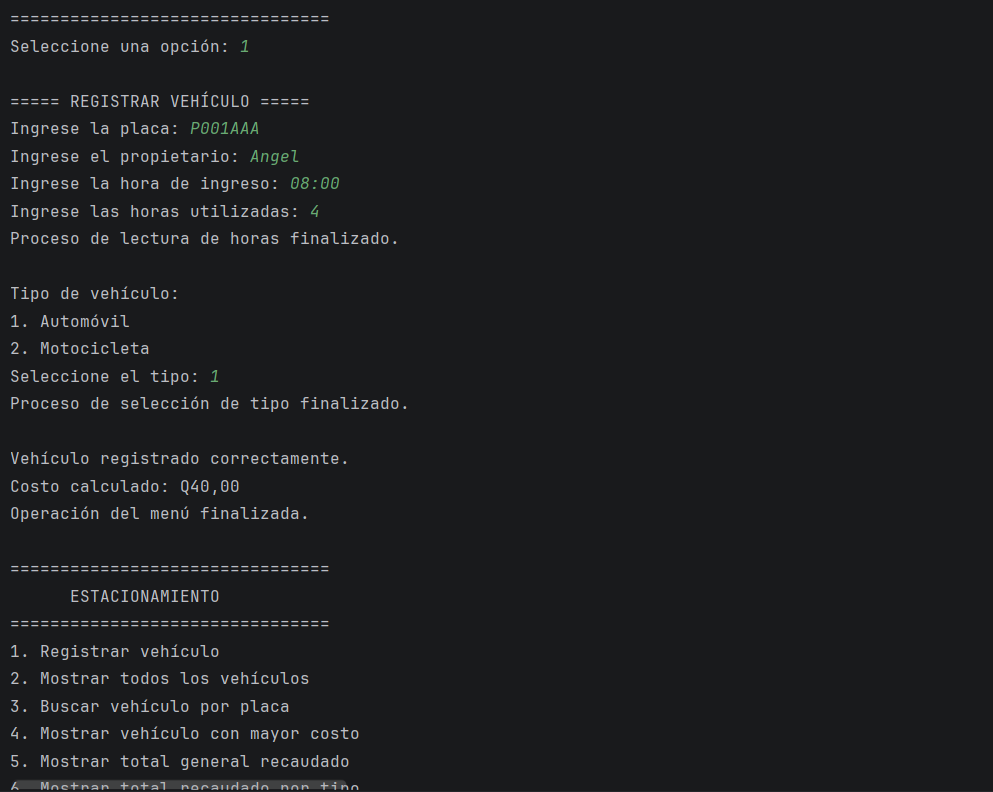 ================================
Seleccione una opción: 1
===== REGISTRAR VEHÍCULO =====
Ingrese la placa: P001AAA
Ingrese el propietario: Angel
Ingrese la hora de ingreso: 08:00
Ingrese las horas utilizadas: 4
Proceso de lectura de horas finalizado.
Tipo de vehículo:
1. Automóvil
2. Motocicleta
Seleccione el tipo: 1
Proceso de selección de tipo finalizado.
Vehículo registrado correctamente.
Costo calculado: Q40,00
Operación del menú finalizada.
================================
ESTACIONAMIENTO
================================
1. Registrar vehículo
2. Mostrar todos los vehículos
3. Buscar vehículo por placa
4. Mostrar vehículo con mayor costo
5. Mostrar total general recaudado
6. Mostrar total recaudado por tipo